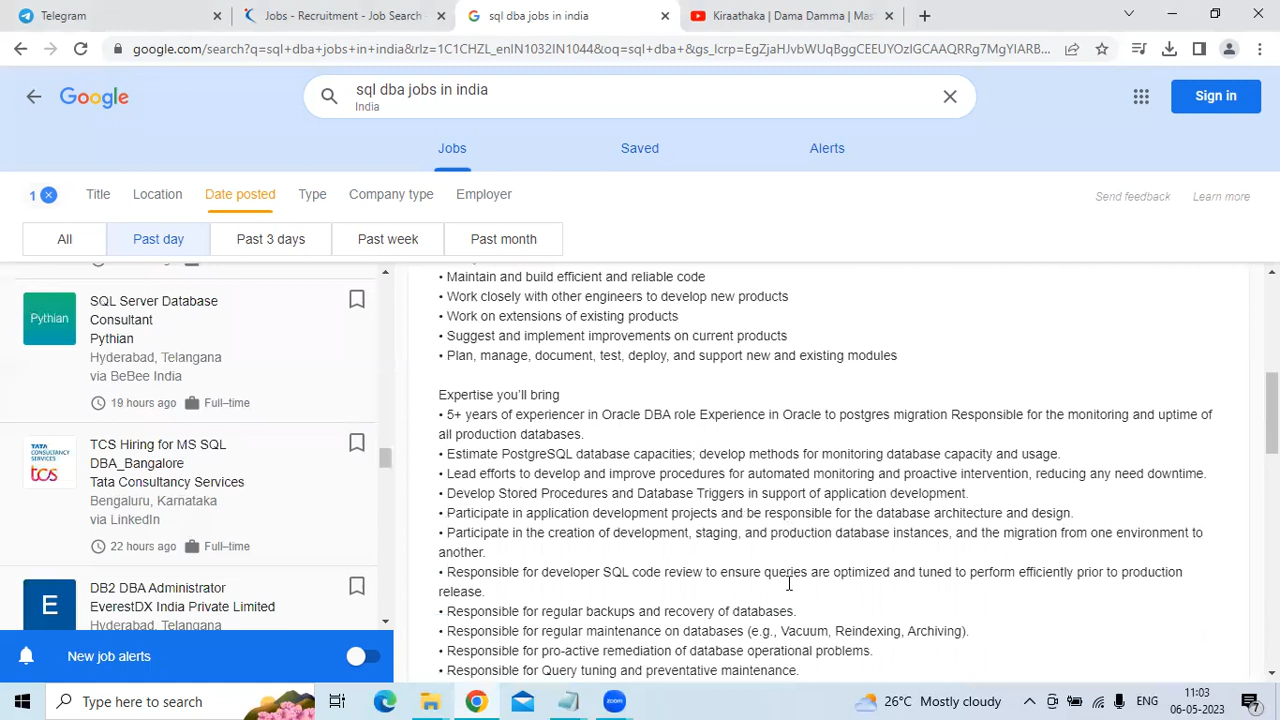 Telegram
Jobs - Recruitment - Job Search -
sql dba jobs in india
Kiraathaka | Dama Damma | Mast
google.com/search?q=sql+dba+jobs+in+india&rlz=1C1CHZL_enIN1032IN1044&oq=sql+dba+&gs_lcrp=EgZjaHJvbWUqBggCEEUYOzIGCAAQRRg7MgYIARB...
Google
sql dba jobs in india
India
Sign in
Jobs
Saved
Alerts
1
Title
Location
Date posted
Type
Company type
Employer
Send feedback
Learn more
All
Past day
Past 3 days
Past week
Past month
Pythian
SQL Server Database
Consultant
Pythian
Hyderabad, Telangana
via BeBee India
19 hours ago
Full–time
TATA
CONSULTANCY
SERVICES
tcs
TCS Hiring for MS SQL
DBA_Bangalore
Tata Consultancy Services
Bengaluru, Karnataka
via LinkedIn
22 hours ago
Full–time
E
DB2 DBA Administrator
EverestDX India Private Limited
Hyderabad, Telangana
New job alerts
• Maintain and build efficient and reliable code
• Work closely with other engineers to develop new products
• Work on extensions of existing products
• Suggest and implement improvements on current products
• Plan, manage, document, test, deploy, and support new and existing modules
Expertise you’ll bring
• 5+ years of experiencer in Oracle DBA role Experience in Oracle to postgres migration Responsible for the monitoring and uptime of
all production databases.
• Estimate PostgreSQL database capacities; develop methods for monitoring database capacity and usage.
• Lead efforts to develop and improve procedures for automated monitoring and proactive intervention, reducing any need downtime.
• Develop Stored Procedures and Database Triggers in support of application development.
• Participate in application development projects and be responsible for the database architecture and design.
• Participate in the creation of development, staging, and production database instances, and the migration from one environment to
another.
• Responsible for developer SQL code review to ensure queries are optimized and tuned to perform efficiently prior to production
release.
• Responsible for regular backups and recovery of databases.
• Responsible for regular maintenance on databases (e.g., Vacuum, Reindexing, Archiving).
• Responsible for pro-active remediation of database operational problems.
• Responsible for Query tuning and preventative maintenance.
Type here to search
zoom
26°C Mostly cloudy
ENG
11:03
06-05-2023
7